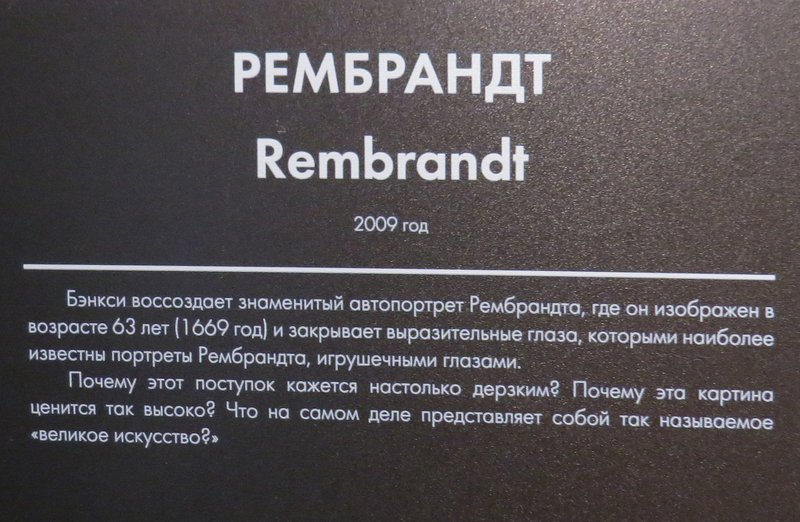 РЕМБРАНДТ
Rembrandt
2009 год
Бэнкси воссоздает знаменитый автопортрет Рембрандта, где он изображен в
возрасте 63 лет (1669 год) и закрывает выразительные глаза, которыми наиболее
известны портреты Рембрандта, игрушечными глазами.
Почему этот поступок кажется настолько дерзким? Почему эта картина
ценится так высоко? Что на самом деле представляет собой так называемое
«великое искусство?»